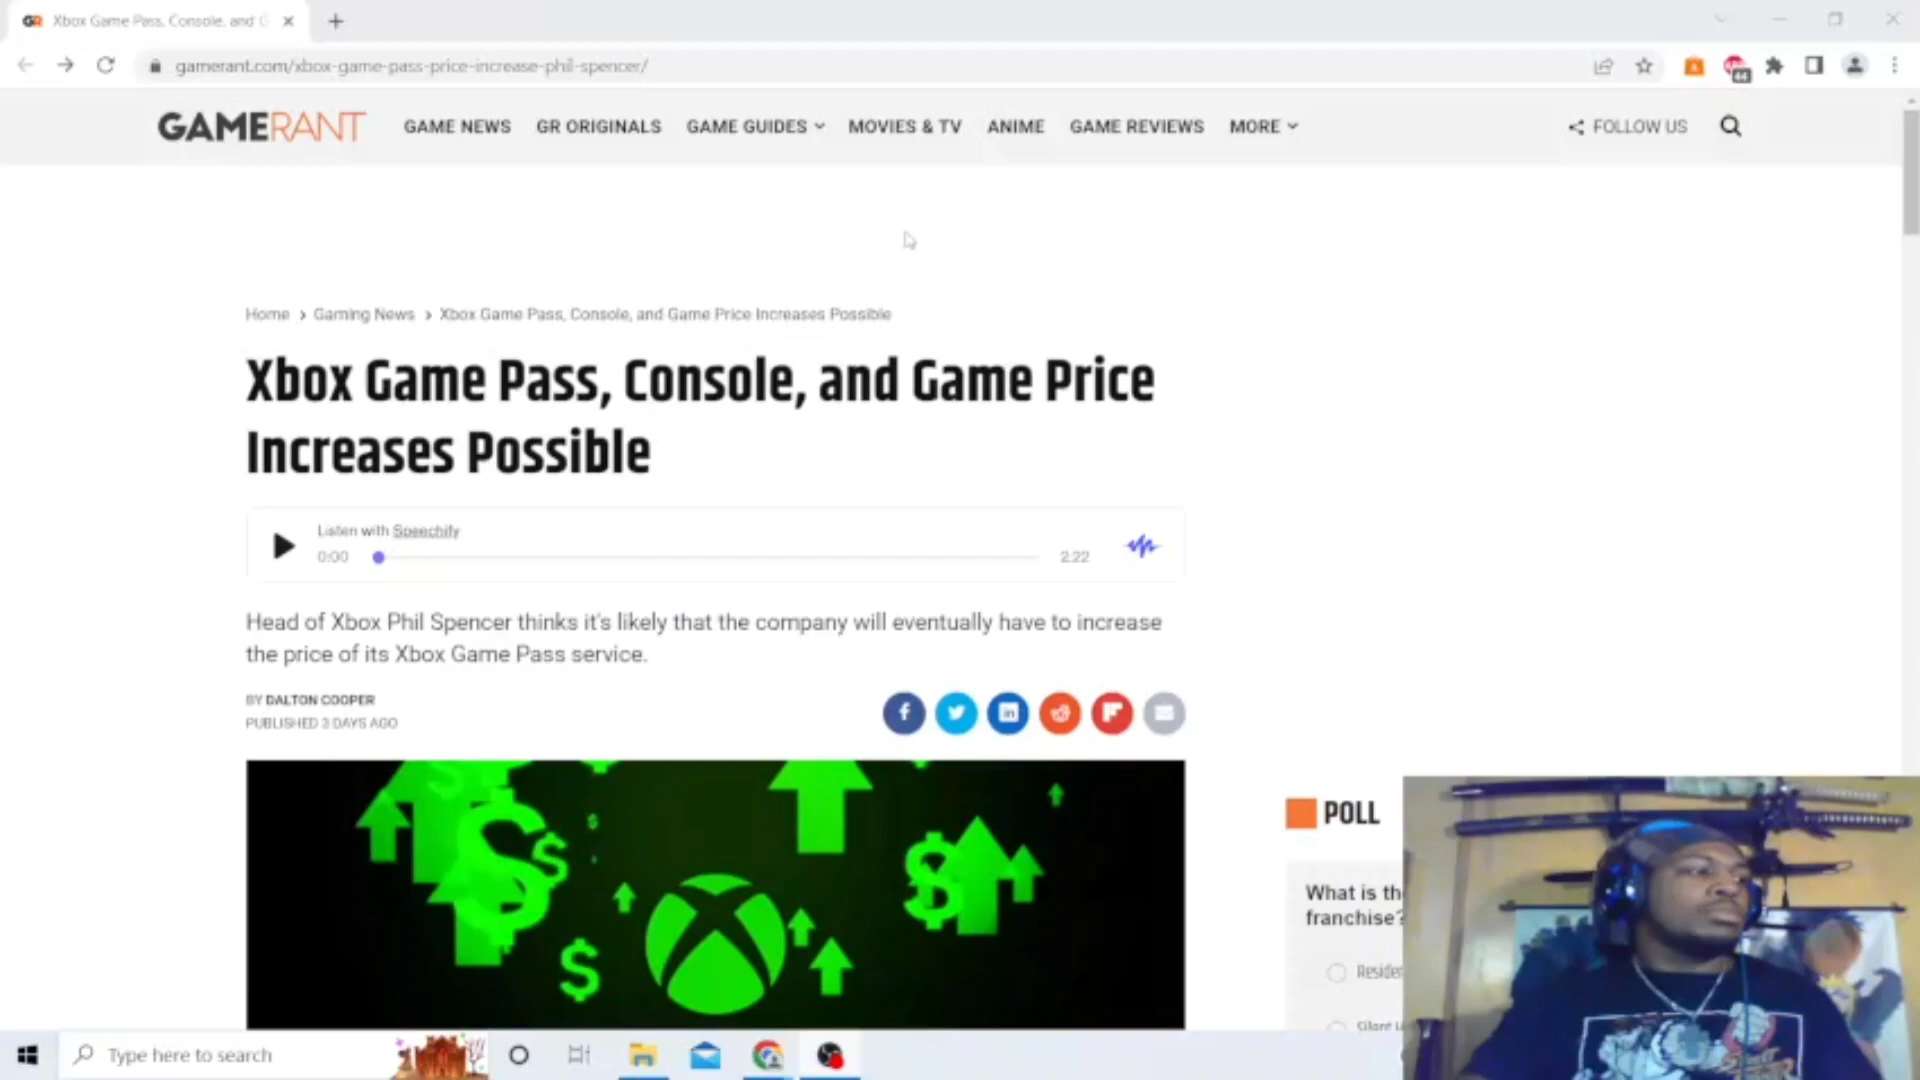 Xbox Game Pass, Console, and G
gamerant.com/xbox-game-pass-price-increase-phil-spencer/
44
GAMERANT
GAME NEWS
GR ORIGINALS
GAME GUIDES
MOVIES & TV
ANIME
GAME REVIEWS
MORE
FOLLOW US
Home > Gaming News > Xbox Game Pass, Console, and Game Price Increases Possible
Xbox Game Pass, Console, and Game Price
Increases Possible
Listen with Speechify
0:00
2:22
Head of Xbox Phil Spencer thinks it's likely that the company will eventually have to increase
the price of its Xbox Game Pass service.
BY DALTON COOPER
PUBLISHED 3 DAYS AGO
POLL
What is th
franchise?
Residen
Silent
Type here to search